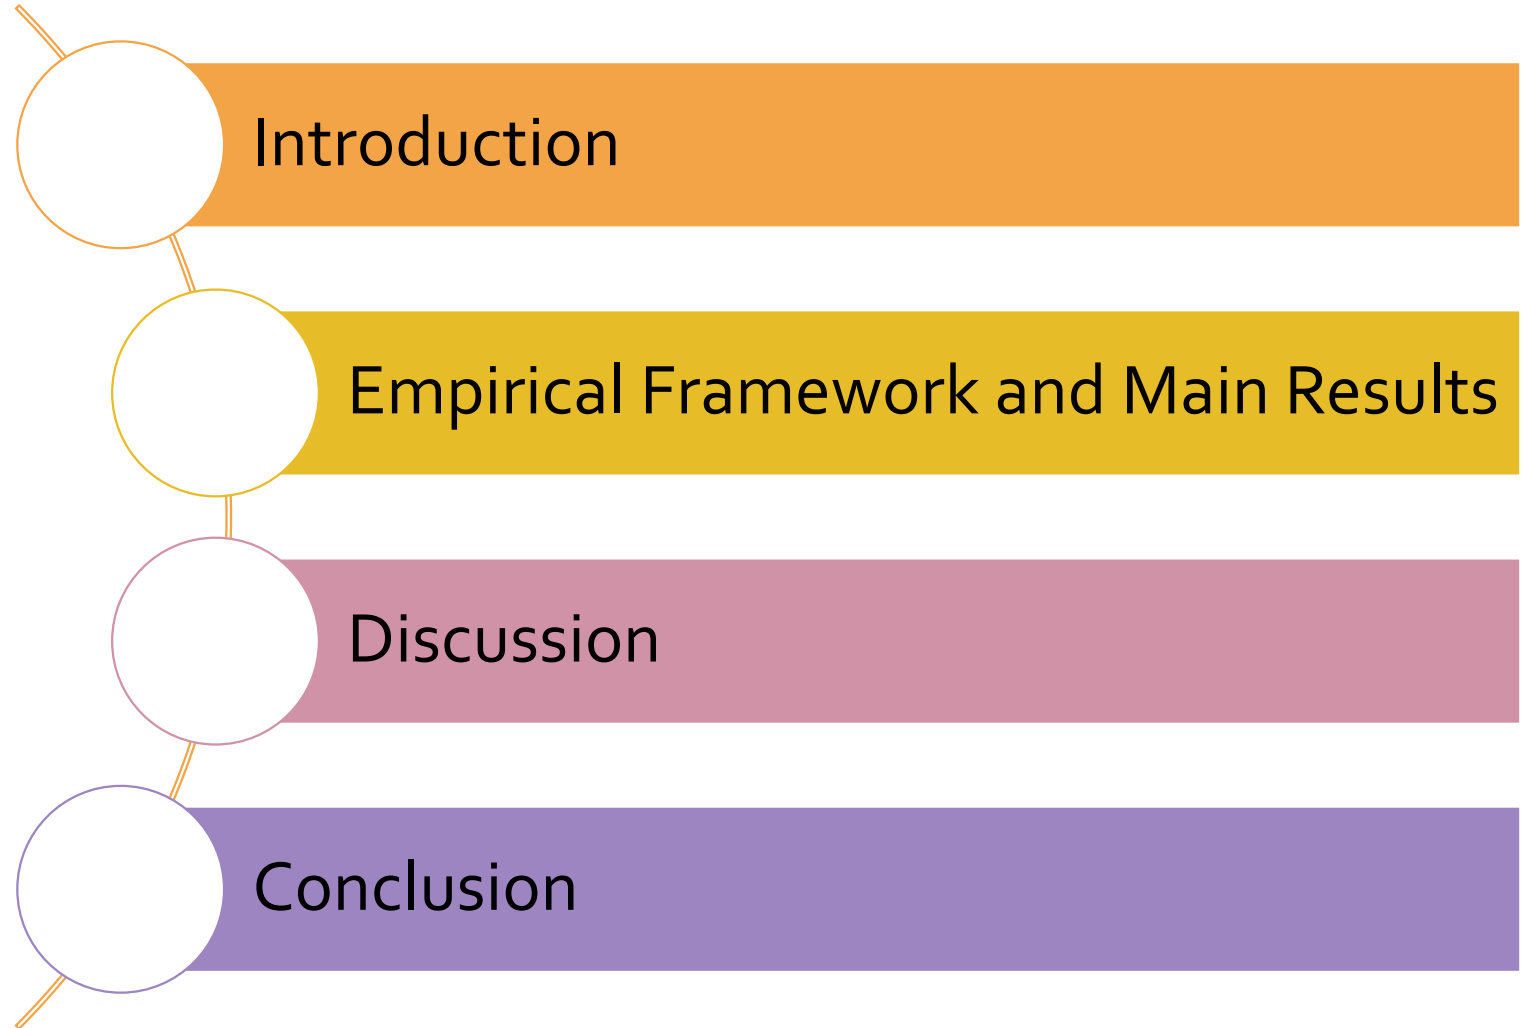 Introduction
Empirical Framework and Main Results
Discussion
Conclusion